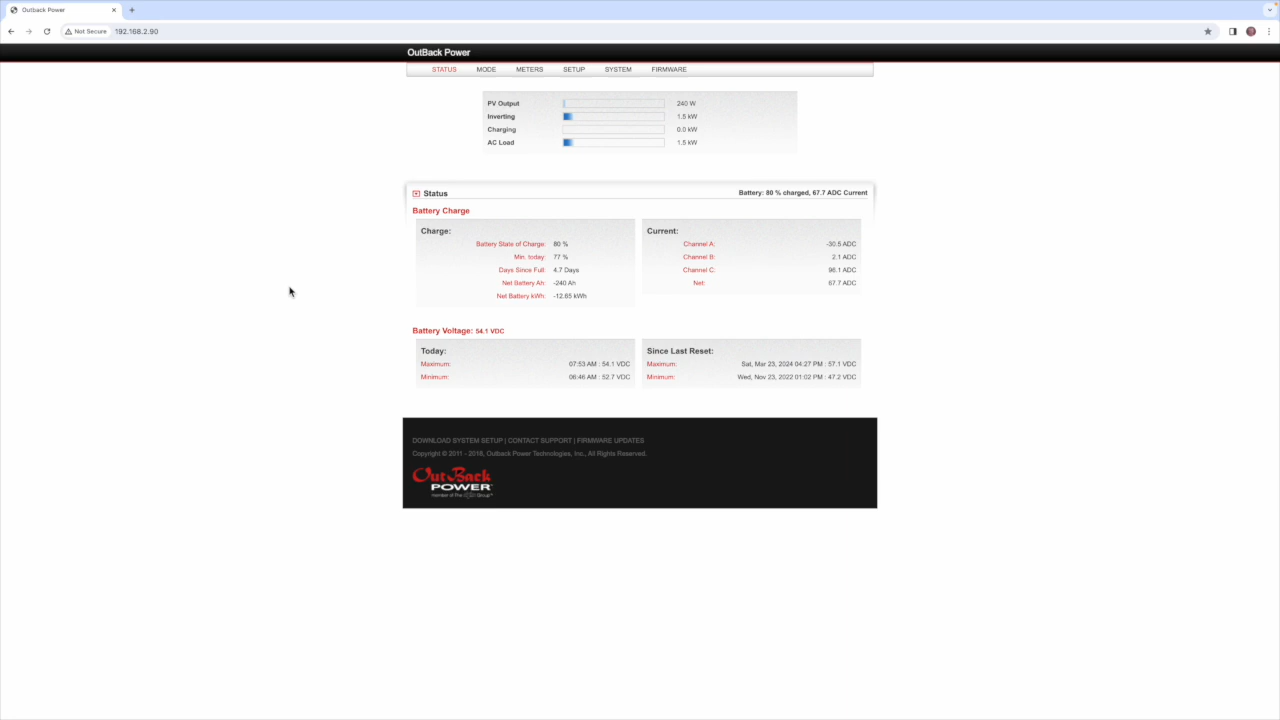 Outback Power
Not Secure 192.168.2.90
OutBack Power
STATUS MODE METERS SETUP SYSTEM FIRMWARE
PV Output 240 W
Inverting 1.5 kW
Charging 0.0 kW
AC Load 1.5 kW
Status Battery: 80 % charged, 67.7 ADC Current
Battery Charge
Charge:
Battery State of Charge: 80 %
Min. today: 77 %
Days Since Full: 4.7 Days
Net Battery Ah: -240 Ah
Net Battery kWh: -12.65 kWh
Current:
Channel A: -30.5 ADC
Channel B: 2.1 ADC
Channel C: 96.1 ADC
Net: 67.7 ADC
Battery Voltage: 54.1 VDC
Today:
Maximum: 07:53 AM : 54.1 VDC
Minimum: 06:46 AM : 52.7 VDC
Since Last Reset:
Maximum: Sat, Mar 23, 2024 04:27 PM : 57.1 VDC
Minimum: Wed, Nov 23, 2022 01:02 PM : 47.2 VDC
DOWNLOAD SYSTEM SETUP | CONTACT SUPPORT | FIRMWARE UPDATES
Copyright © 2011 - 2018, Outback Power Technologies, Inc., All Rights Reserved.
OutBack
POWER
member of The Group™